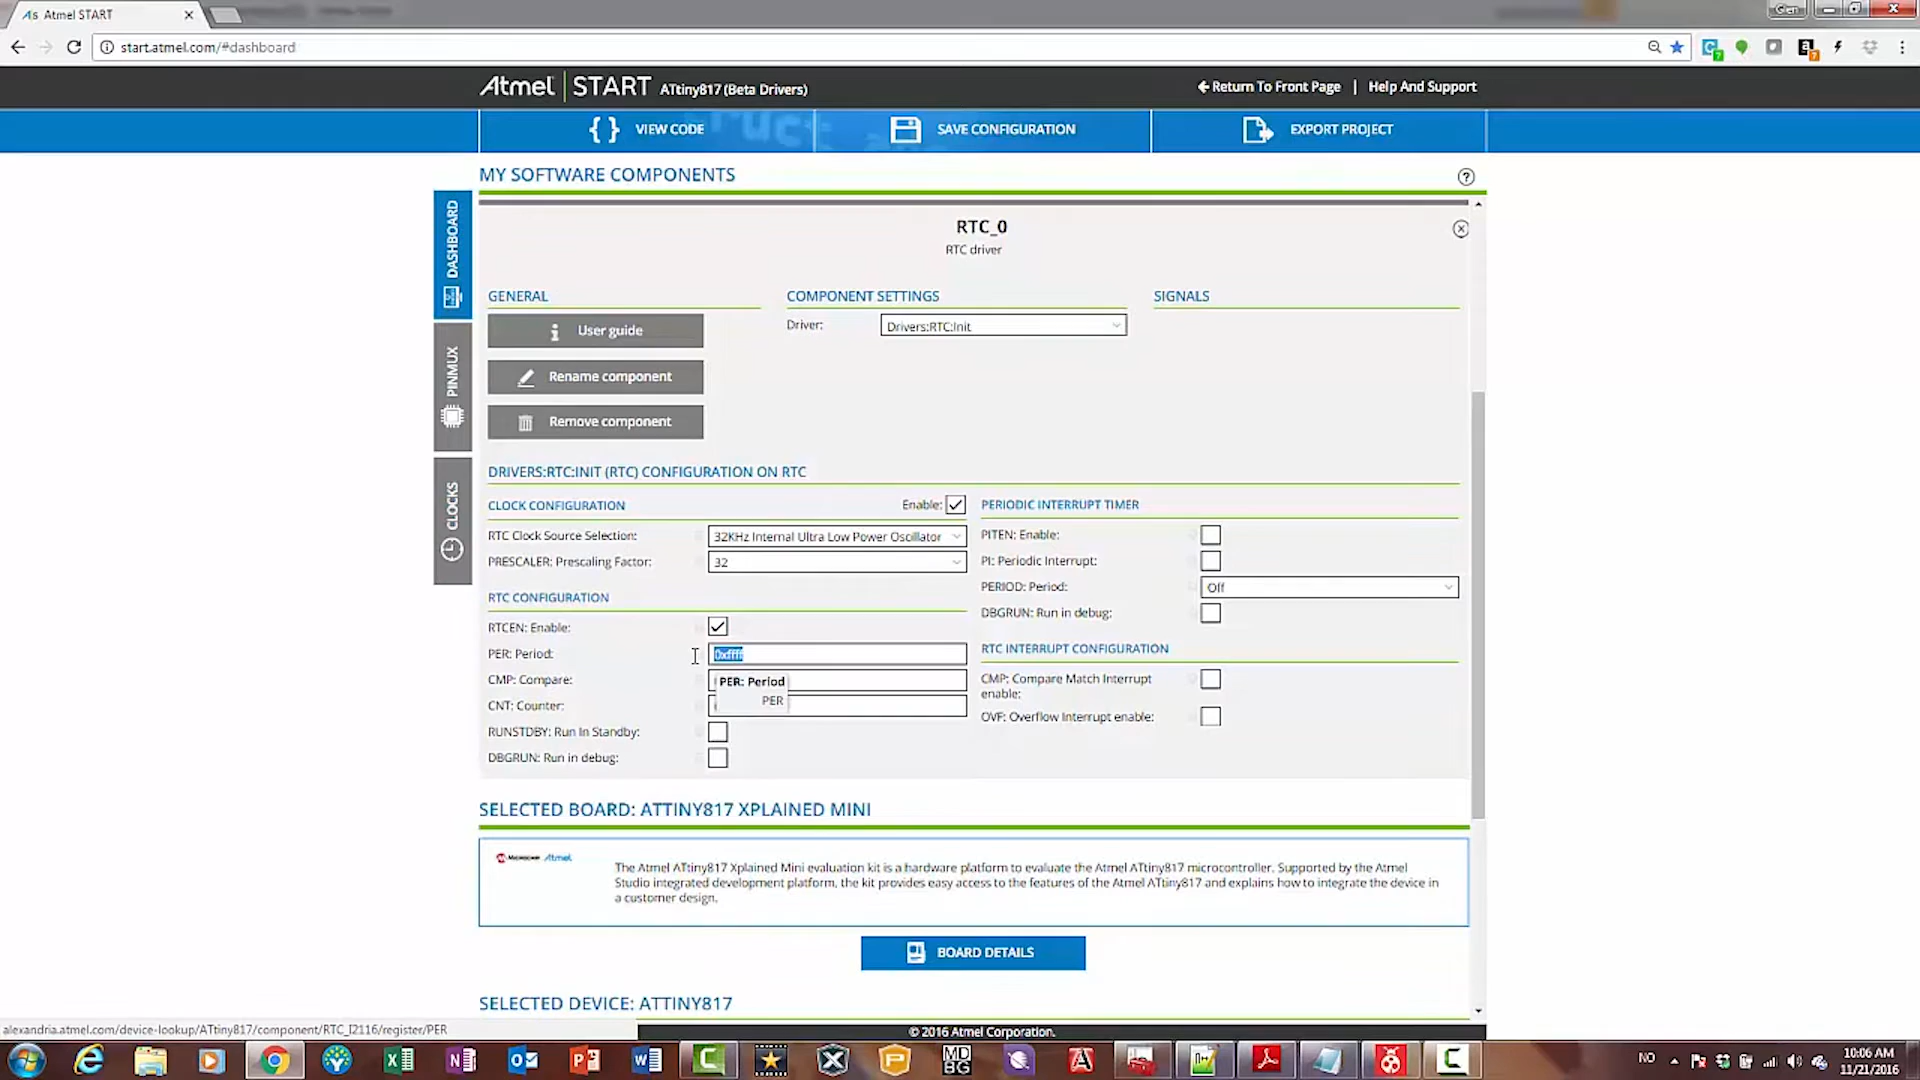 As Atmel START
start.atmel.com/#dashboard
Atmel START ATtiny817 (Beta Drivers)
Return To Front Page | Help And Support
{ } VIEW CODE
SAVE CONFIGURATION
EXPORT PROJECT
MY SOFTWARE COMPONENTS
?
DASHBOARD
PINMUX
CLOCKS
RTC_0
RTC driver
GENERAL
COMPONENT SETTINGS
SIGNALS
User guide
Driver: Drivers:RTC:Init
Rename component
Remove component
DRIVERS:RTC:INIT (RTC) CONFIGURATION ON RTC
CLOCK CONFIGURATION Enable:
PERIODIC INTERRUPT TIMER
RTC Clock Source Selection: 32KHz Internal Ultra Low Power Oscillator
PITEN: Enable:
PRESCALER: Prescaling Factor: 32
PI: Periodic Interrupt:
PERIOD: Period: Off
RTC CONFIGURATION
DBGRUN: Run in debug:
RTCEN: Enable:
PER: Period: 0xffff
RTC INTERRUPT CONFIGURATION
CMP: Compare:
PER: Period
PER
CMP: Compare Match Interrupt
enable:
CNT: Counter:
OVF: Overflow Interrupt enable:
RUNSTDBY: Run In Standby:
DBGRUN: Run in debug:
SELECTED BOARD: ATTINY817 XPLAINED MINI
Microchip Atmel
The Atmel ATtiny817 Xplained Mini evaluation kit is a hardware platform to evaluate the Atmel ATtiny817 microcontroller. Supported by the Atmel
Studio integrated development platform, the kit provides easy access to the features of the Atmel ATtiny817 and explains how to integrate the device in
a customer design.
BOARD DETAILS
SELECTED DEVICE: ATTINY817
alexandria.atmel.com/device-lookup/ATtiny817/component/RTC_I2116/register/PER
© 2016 Atmel Corporation.
MD
BG
NO
10:06 AM
11/21/2016